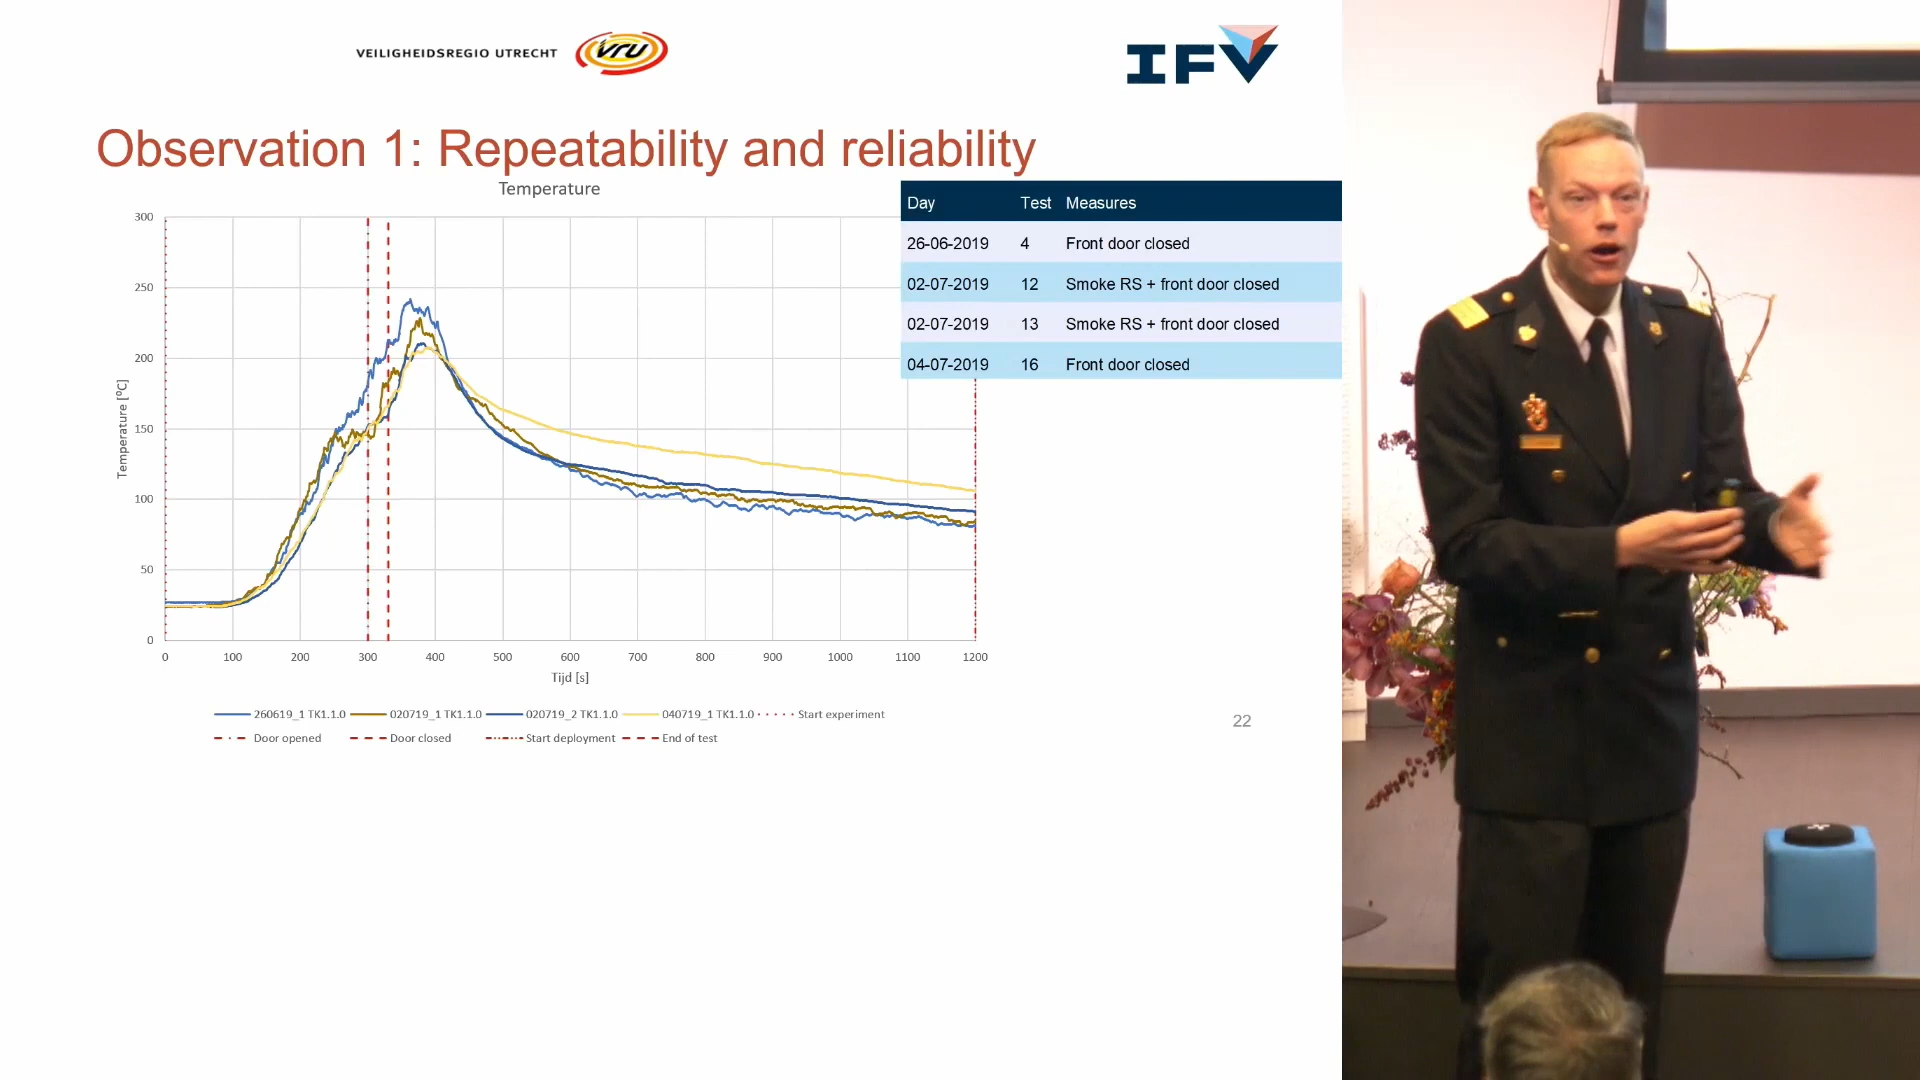 VEILIGHEIDSREGIO UTRECHT vru
IFV
Observation 1: Repeatability and reliability
Temperature
Day Test Measures
26-06-2019 4 Front door closed
02-07-2019 12 Smoke RS + front door closed
02-07-2019 13 Smoke RS + front door closed
04-07-2019 16 Front door closed
300
250
200
150
100
50
0
Temperature [ºC]
0 100 200 300 400 500 600 700 800 900 1000 1100 1200
Tijd [s]
260619_1 TK1.1.0 020719_1 TK1.1.0 020719_2 TK1.1.0 040719_1 TK1.1.0 Start experiment
Door opened Door closed Start deployment End of test
22